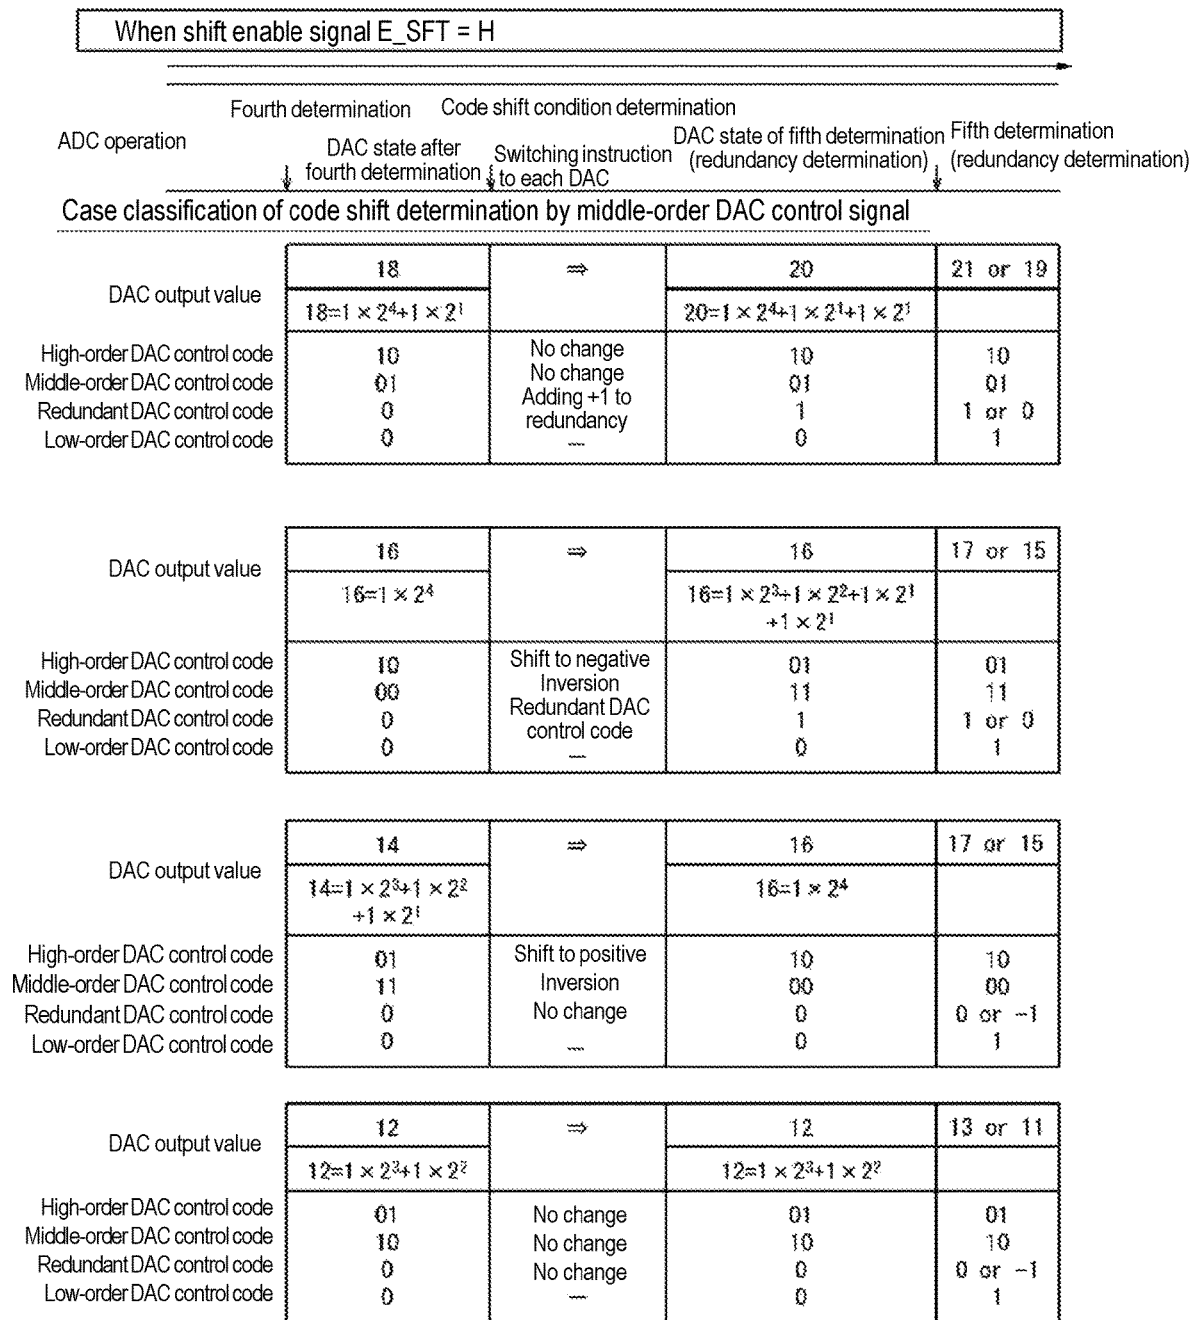 When shift enable signal E_SFT = H
Fourth determination Code shift condition determination
ADC operation
DAC state after fourth determination
Switching instruction to each DAC
DAC state of fifth determination (redundancy determination)
Fifth determination (redundancy determination)
Case classification of code shift determination by middle-order DAC control signal
DAC output value 18 ⇒ 20 21 or 19
18=1 × 2⁴+1 × 2¹ 20=1 × 2⁴+1 × 2¹+1 × 2¹
High-order DAC control code 10 No change 10 10
Middle-order DAC control code 01 No change 01 01
Redundant DAC control code 0 Adding +1 to redundancy 1 1 or 0
Low-order DAC control code 0 — 0 1
DAC output value 16 ⇒ 16 17 or 15
16=1 × 2⁴ 16=1 × 2³+1 × 2²+1 × 2¹
+1 × 2¹
High-order DAC control code 10 Shift to negative 01 01
Middle-order DAC control code 00 Inversion 11 11
Redundant DAC control code 0 Redundant DAC control code 1 1 or 0
Low-order DAC control code 0 — 0 1
DAC output value 14 ⇒ 16 17 or 15
14=1 × 2³+1 × 2² 16=1 × 2⁴
+1 × 2¹
High-order DAC control code 01 Shift to positive 10 10
Middle-order DAC control code 11 Inversion 00 00
Redundant DAC control code 0 No change 0 0 or −1
Low-order DAC control code 0 — 0 1
DAC output value 12 ⇒ 12 13 or 11
12=1 × 2³+1 × 2² 12=1 × 2³+1 × 2²
High-order DAC control code 01 No change 01 01
Middle-order DAC control code 10 No change 10 10
Redundant DAC control code 0 No change 0 0 or −1
Low-order DAC control code 0 — 0 1